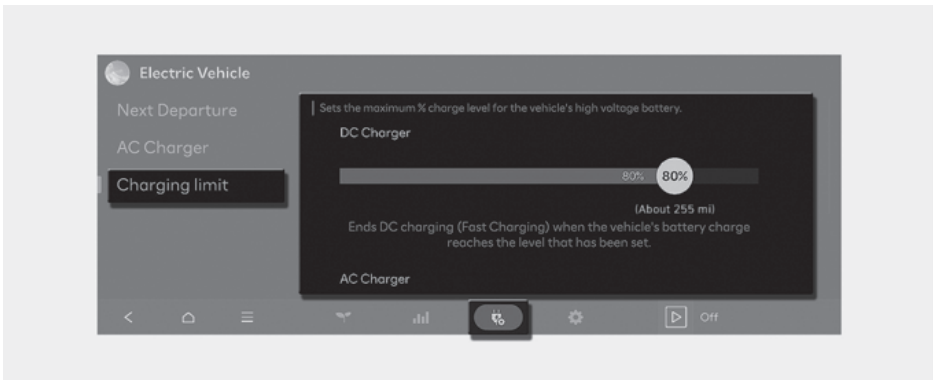 Electric Vehicle
Next Departure
AC Charger
Charging limit
Sets the maximum % charge level for the vehicle's high voltage battery.
DC Charger
80% 80%
(About 255 mi)
Ends DC charging (Fast Charging) when the vehicle's battery charge
reaches the level that has been set.
AC Charger
Off